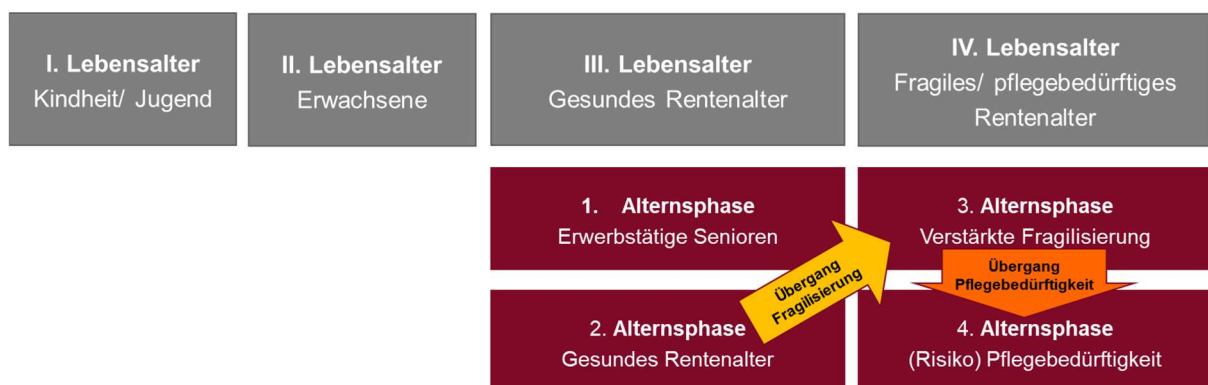 I. Lebensalter
Kindheit/ Jugend
II. Lebensalter
Erwachsene
III. Lebensalter
Gesundes Rentenalter
IV. Lebensalter
Fragiles/ pflegebedürftiges
Rentenalter
1. Alternsphase
Erwerbstätige Senioren
3. Alternsphase
Verstärkte Fragilisierung
Übergang
Fragilisierung
Übergang
Pflegebedürftigkeit
2. Alternsphase
Gesundes Rentenalter
4. Alternsphase
(Risiko) Pflegebedürftigkeit